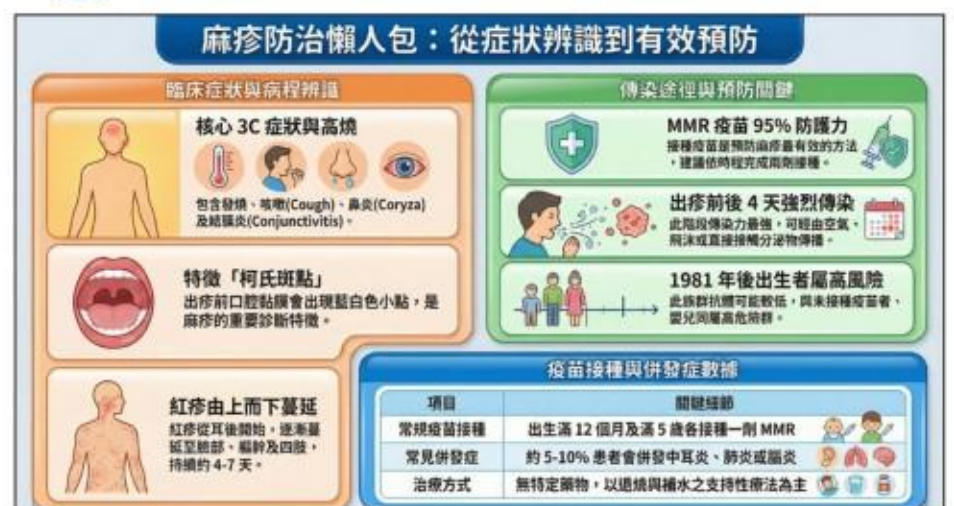 麻疹防治懶人包：從症狀辨識到有效預防
臨床症狀與病程辨識
核心 3C 症狀與高燒
包含發燒、咳嗽(Cough)、鼻炎(Coryza)
及結膜炎(Conjunctivitis)。
特徵「柯氏斑點」
出疹前口腔黏膜會出現藍白色小點，是
麻疹的重要診斷特徵。
紅疹由上而下蔓延
紅疹從耳後開始，逐漸蔓
延至臉部、軀幹及四肢，
持續約 4-7 天。
傳染途徑與預防關鍵
MMR 疫苗 95% 防護力
接種疫苗是預防麻疹最有效的方法
，建議依時程完成兩劑接種。
出疹前後 4 天強烈傳染
此階段傳染力最強，可經由空氣、
飛沫或直接接觸分泌物傳播。
1981 年後出生者屬高風險
此族群抗體可能較低，與未接種疫苗者、
嬰兒同屬高危險群。
疫苗接種與併發症數據
項目 關鍵細節
常規疫苗接種 出生滿 12 個月及滿 5 歲各接種一劑 MMR
常見併發症 約 5-10% 患者會併發中耳炎、肺炎或腦炎
治療方式 無特定藥物，以退燒與補水之支持性療法為主